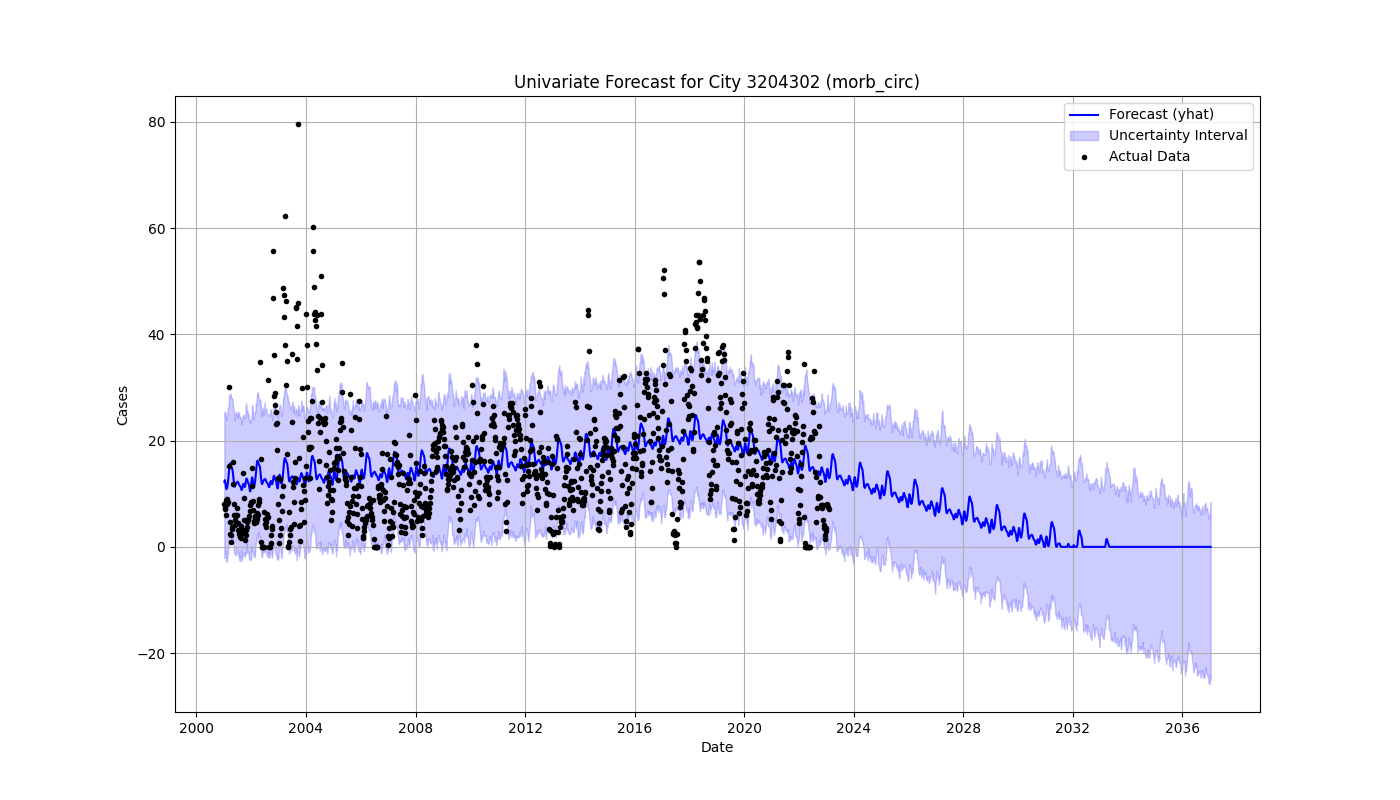 Univariate Forecast for City 3204302 (morb_circ)
Forecast (yhat)
Uncertainty Interval
Actual Data
80
60
40
20
0
−20
Cases
2000 2004 2008 2012 2016 2020 2024 2028 2032 2036
Date